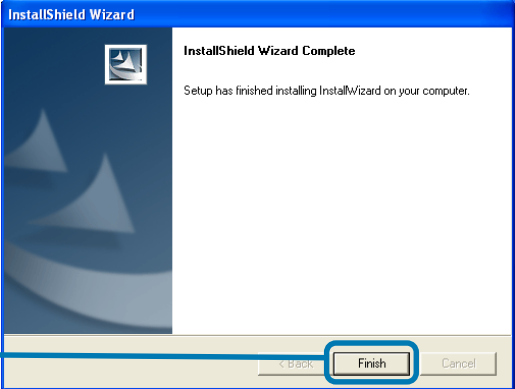 InstallShield Wizard
InstallShield Wizard Complete
Setup has finished installing InstallWizard on your computer.
< Back Finish Cancel